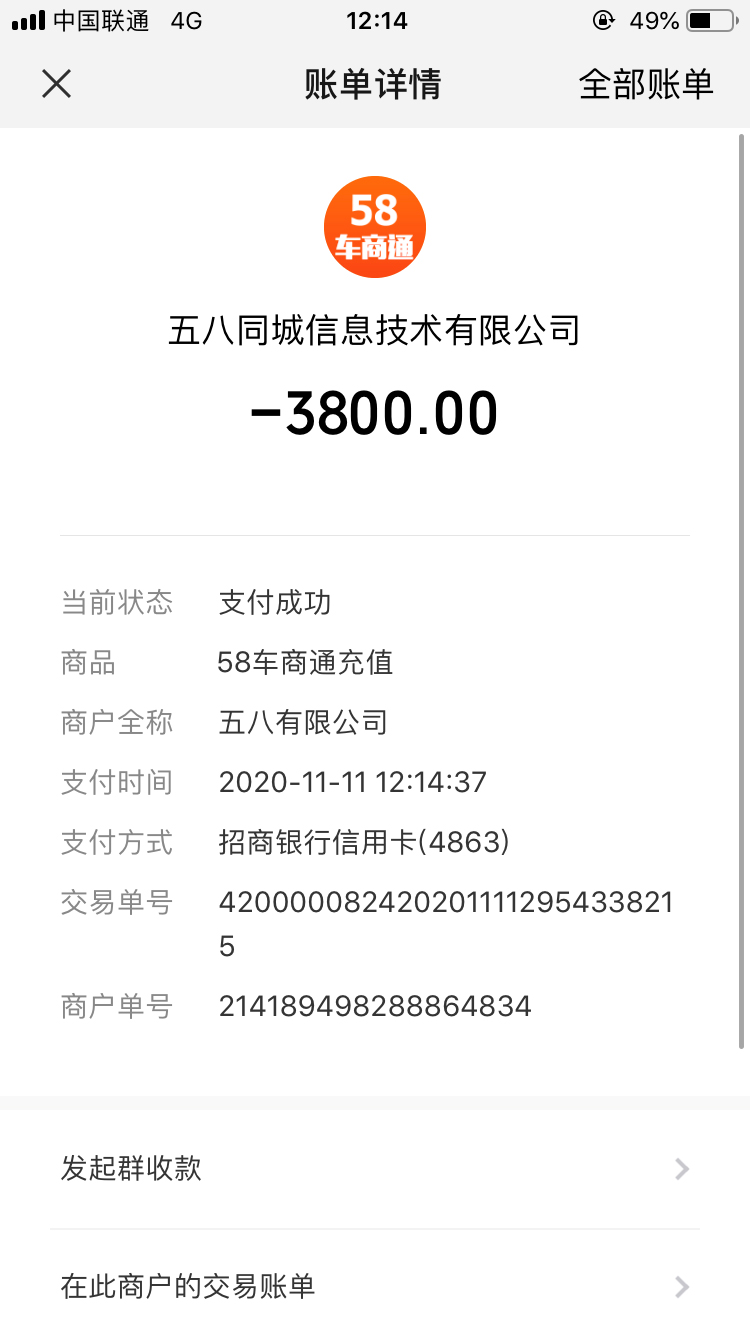 中国联通 4G 12:14 49%
账单详情 全部账单
58
车商通
五八同城信息技术有限公司
-3800.00
当前状态 支付成功
商品 58车商通充值
商户全称 五八有限公司
支付时间 2020-11-11 12:14:37
支付方式 招商银行信用卡(4863)
交易单号 420000082420201111295433821
5
商户单号 214189498288864834
发起群收款
在此商户的交易账单